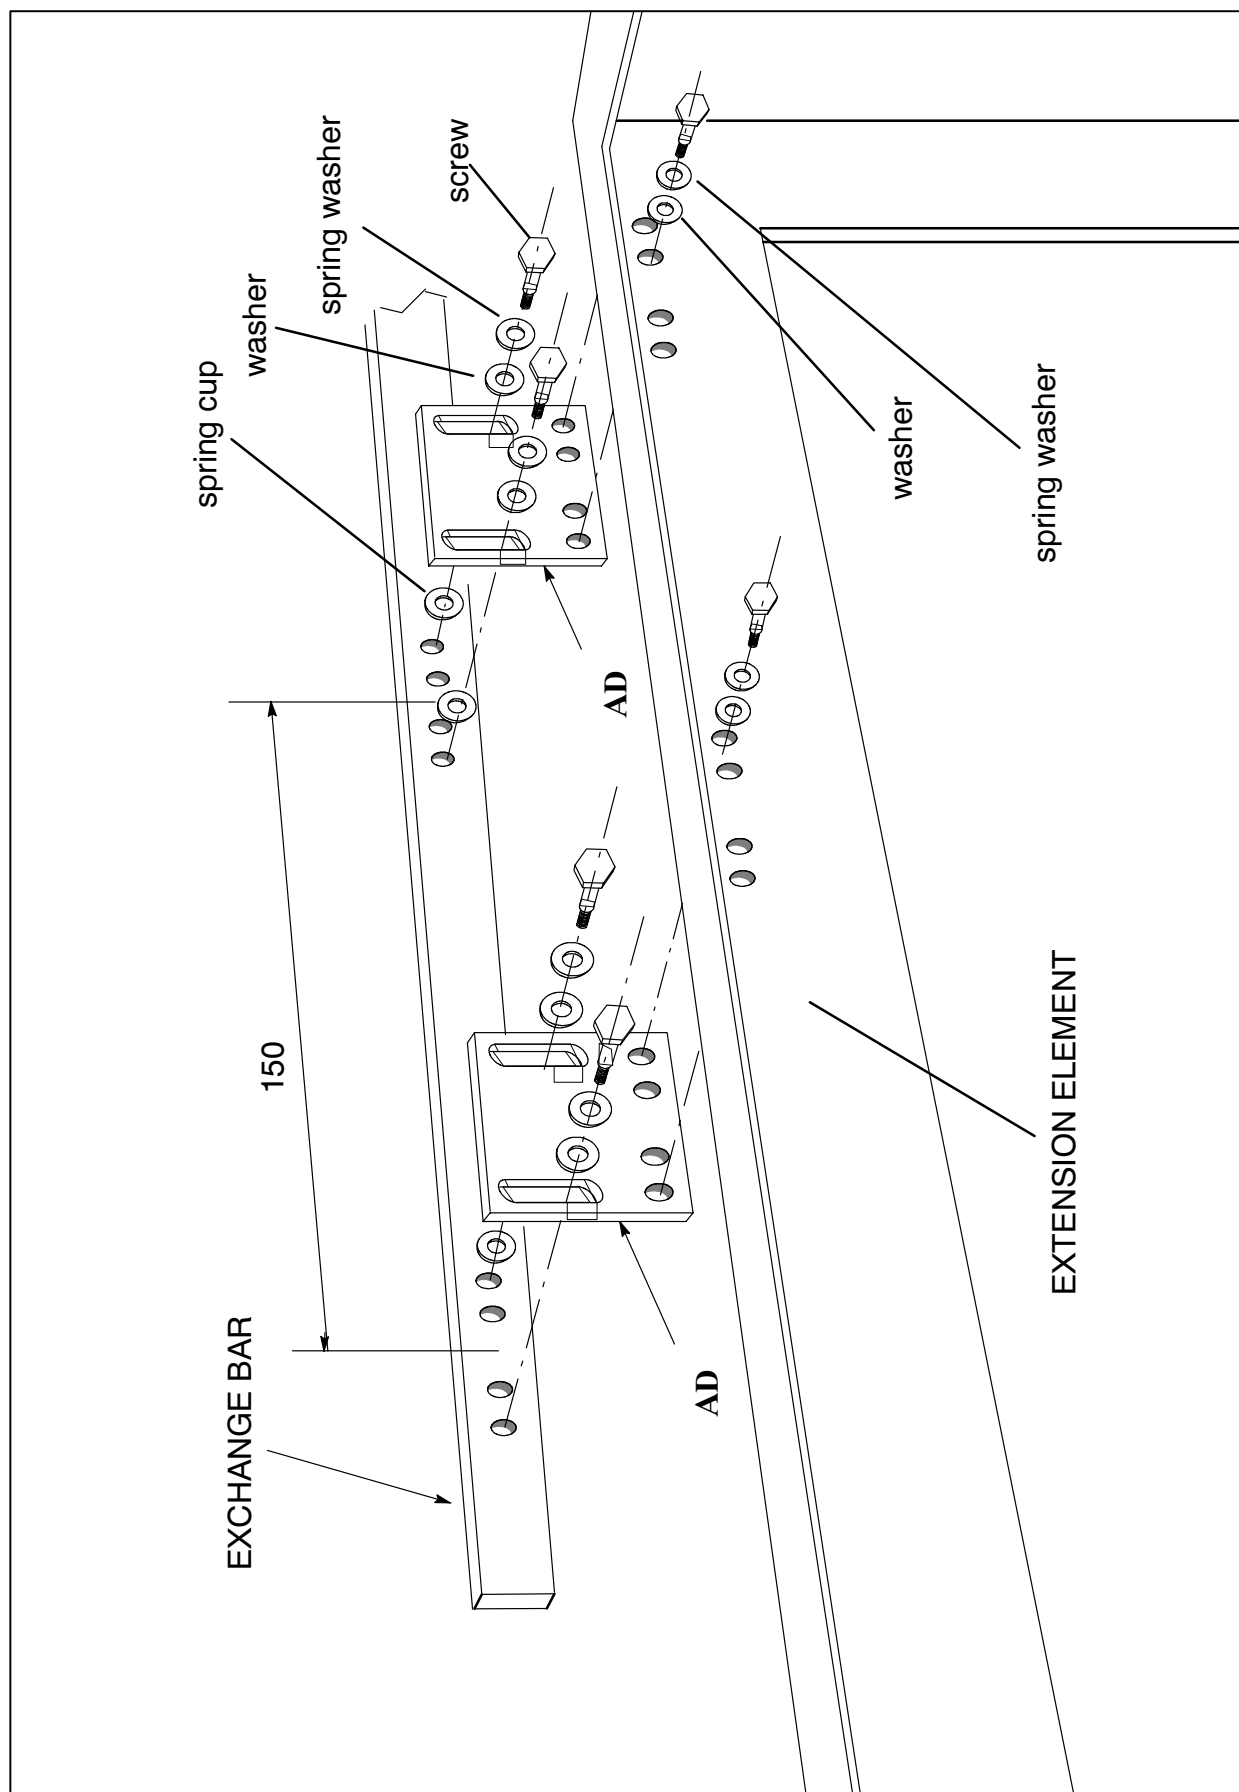 EXCHANGE BAR
150
spring cup
washer
spring washer
screw
AD
AD
EXTENSION ELEMENT
washer
spring washer